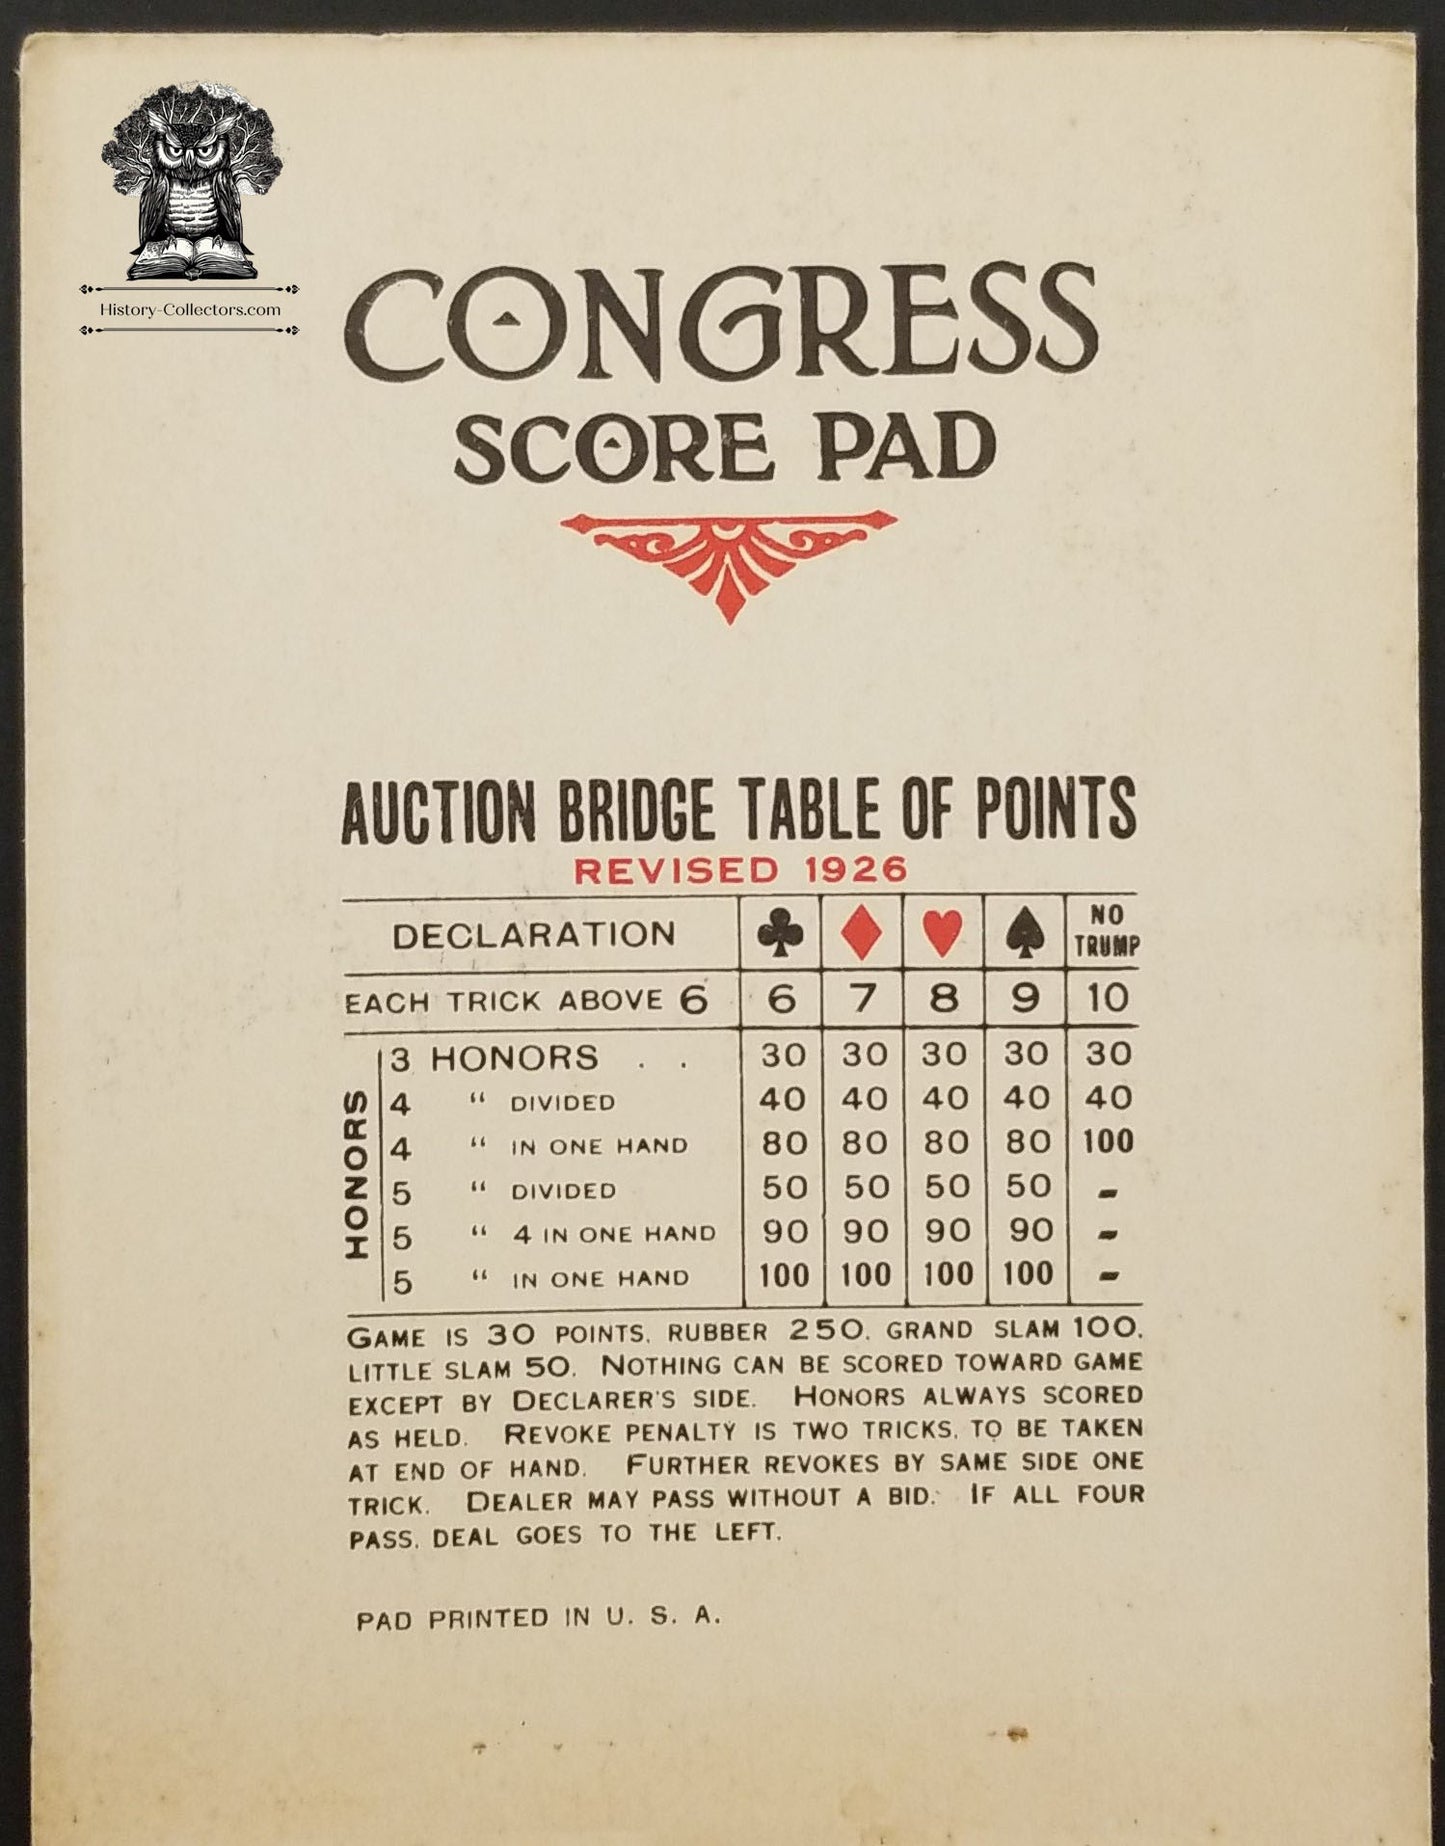 History-Collectors.com
CONGRESS
SCORE PAD
AUCTION BRIDGE TABLE OF POINTS
REVISED 1926
DECLARATION ♣ ♦ ♥ ♠ NO TRUMP
EACH TRICK ABOVE 6 6 7 8 9 10
HONORS
3 HONORS . . 30 30 30 30 30
4 “ DIVIDED 40 40 40 40 40
4 “ IN ONE HAND 80 80 80 80 100
5 “ DIVIDED 50 50 50 50 -
5 “ 4 IN ONE HAND 90 90 90 90 -
5 “ IN ONE HAND 100 100 100 100 -
GAME IS 30 POINTS, RUBBER 250, GRAND SLAM 100,
LITTLE SLAM 50. NOTHING CAN BE SCORED TOWARD GAME
EXCEPT BY DECLARER'S SIDE. HONORS ALWAYS SCORED
AS HELD. REVOKE PENALTY IS TWO TRICKS, TO BE TAKEN
AT END OF HAND. FURTHER REVOKES BY SAME SIDE ONE
TRICK. DEALER MAY PASS WITHOUT A BID. IF ALL FOUR
PASS, DEAL GOES TO THE LEFT.
PAD PRINTED IN U. S. A.